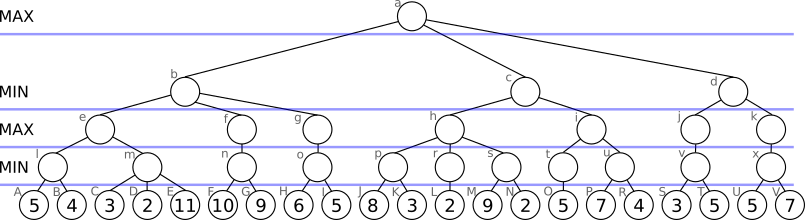 MAX a
MIN b c d
MAX e f g h i j k
MIN l m n o p r s t u v x
A B C D E F G H I J K L M N O P R S T U V
5 4 3 2 11 10 9 6 5 8 3 2 9 2 5 7 4 3 5 5 7